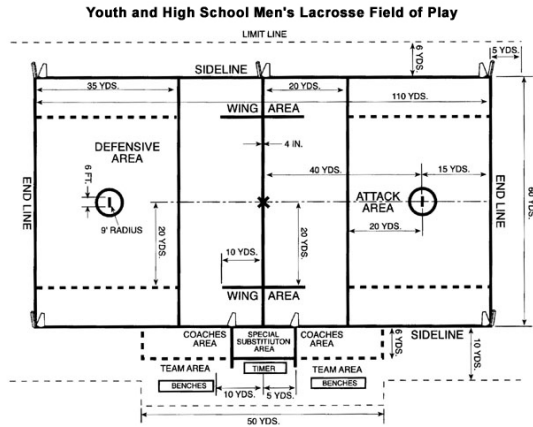 Youth and High School Men's Lacrosse Field of Play
LIMIT LINE
6 YDS.
5 YDS.
SIDELINE
35 YDS.
20 YDS.
110 YDS.
WING AREA
DEFENSIVE AREA
4 IN.
40 YDS.
15 YDS.
6 FT.
END LINE
9' RADIUS
ATTACK AREA
END LINE
60 YDS.
20 YDS.
20 YDS.
10 YDS.
20 YDS.
WING AREA
COACHES AREA
SPECIAL SUBSTITUITON AREA
COACHES AREA
6 YDS.
SIDELINE
10 YDS.
TEAM AREA
TIMER
TEAM AREA
BENCHES
10 YDS.
5 YDS.
BENCHES
50 YDS.